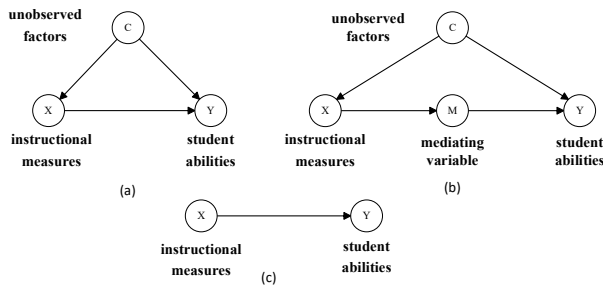 unobserved
factors
C
X
Y
instructional
measures
student
abilities
(a)
unobserved
factors
C
X
M
Y
instructional
measures
mediating
variable
student
abilities
(b)
X
Y
instructional
measures
student
abilities
(c)